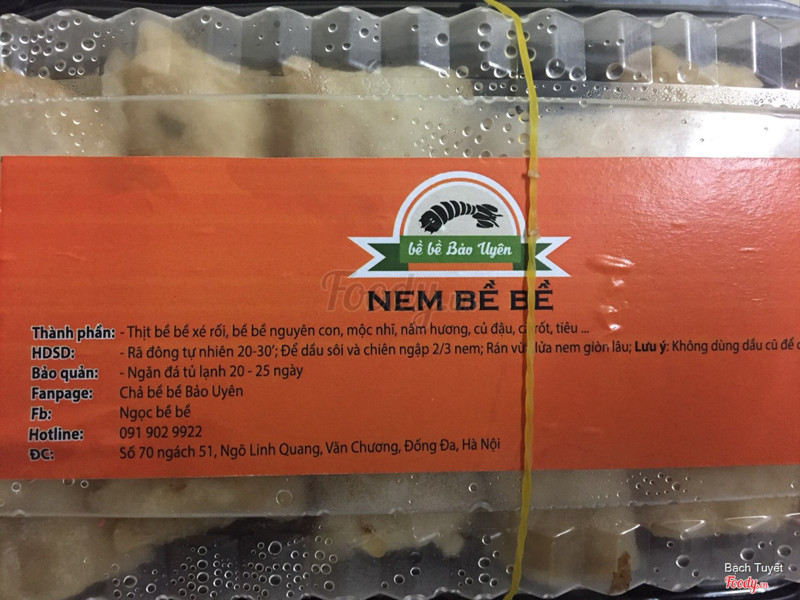 bề bề Bảo Uyên
NEM BỀ BỀ
Thành phần: - Thịt bề bề xé rối, bề bề nguyên con, mộc nhĩ, nấm hương, củ đậu, cà rốt, tiêu ...
HDSD: - Rã đông tự nhiên 20-30'; Để dầu sôi và chiên ngập 2/3 nem; Rán vừa lửa nem giòn lâu; Lưu ý: Không dùng dầu cũ để
Bảo quản: - Ngăn đá tủ lạnh 20 - 25 ngày
Fanpage: Chả bề bề Bảo Uyên
Fb: Ngọc bề bề
Hotline: 091 902 9922
ĐC: Số 70 ngách 51, Ngõ Linh Quang, Văn Chương, Đống Đa, Hà Nội
Foody.vn
Bạch Tuyết
Foody.vn